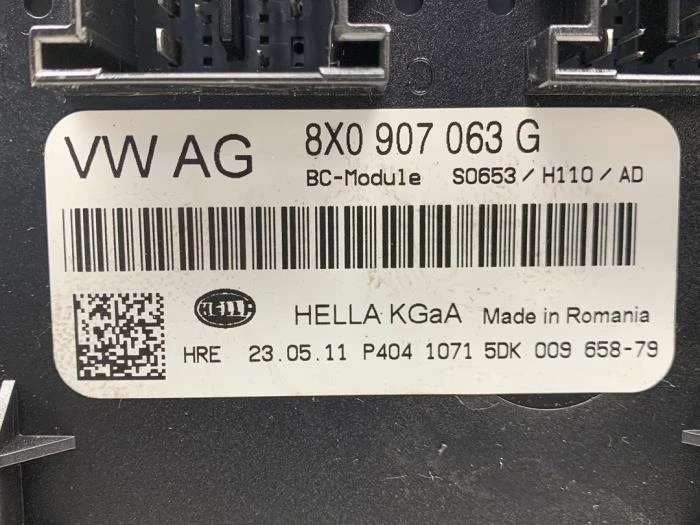 VW AG
8X0 907 063 G
BC-Module S0653 / H110 / AD
HELLA
HELLA KGaA Made in Romania
HRE 23.05.11 P404 1071 5DK 009 658-79